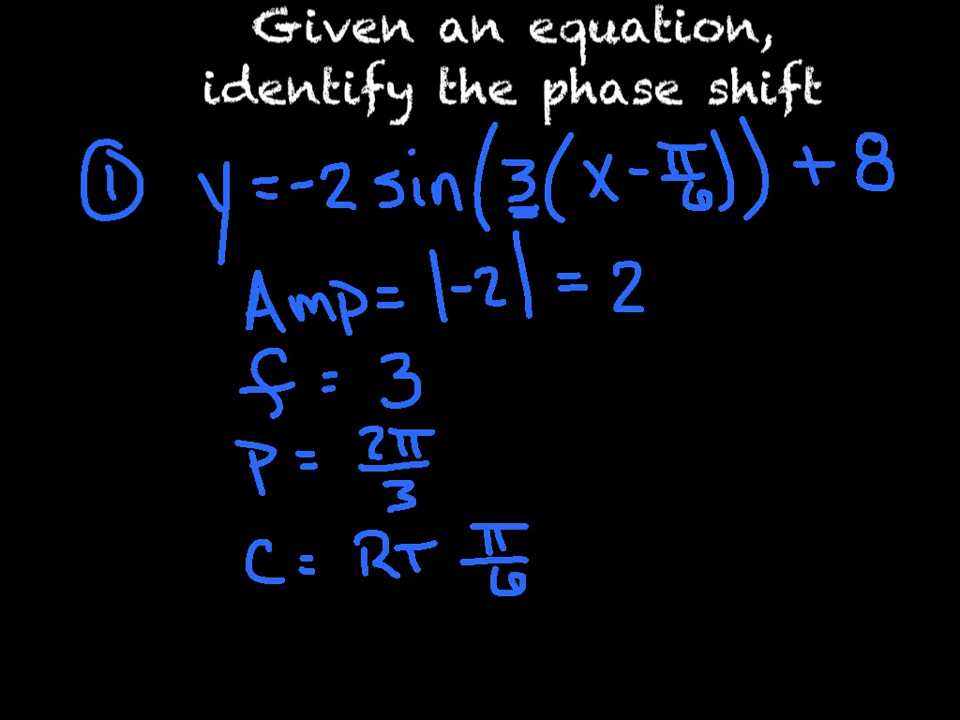 Given an equation,
identify the phase shift
① y = -2 sin(3(x - π/6)) + 8
Amp = |-2| = 2
f = 3
P = 2π/3
C = RT π/6